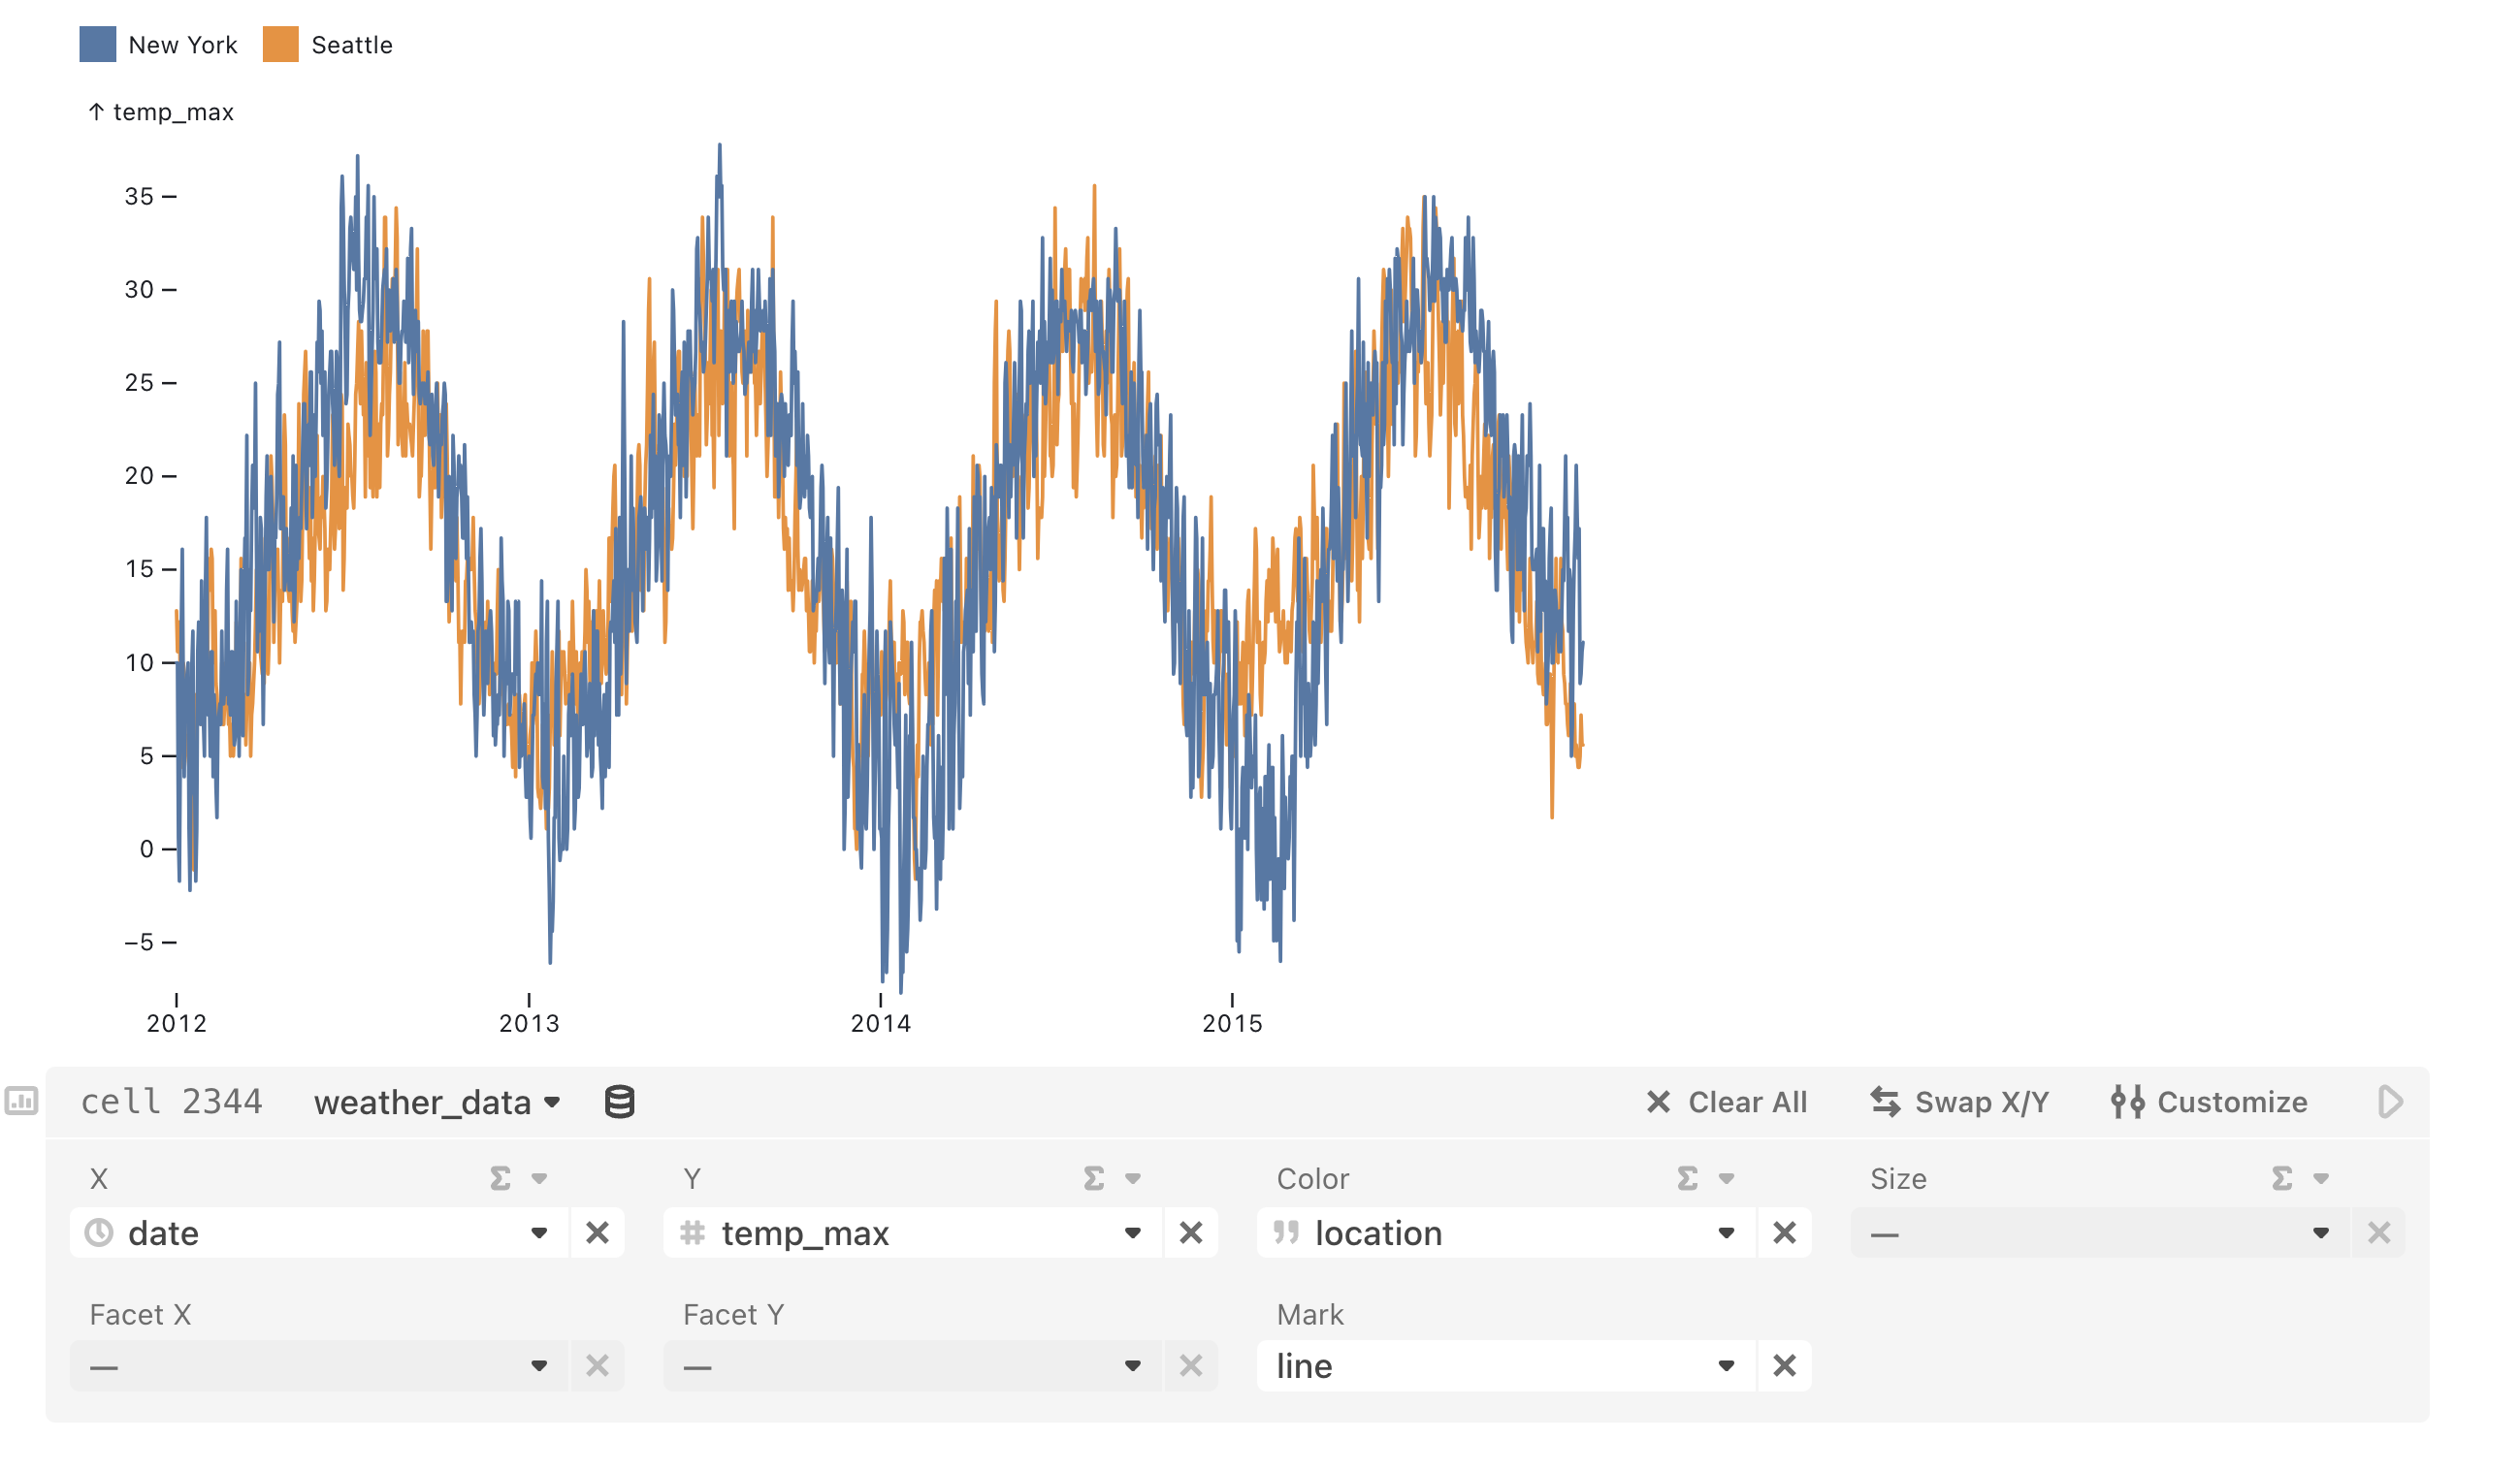 New York Seattle
↑ temp_max
35
30
25
20
15
10
5
0
−5
2012 2013 2014 2015
cell 2344 weather_data Clear All Swap X/Y Customize
X Σ Y Σ Color Σ Size Σ
date # temp_max location —
Facet X Facet Y Mark
— — line